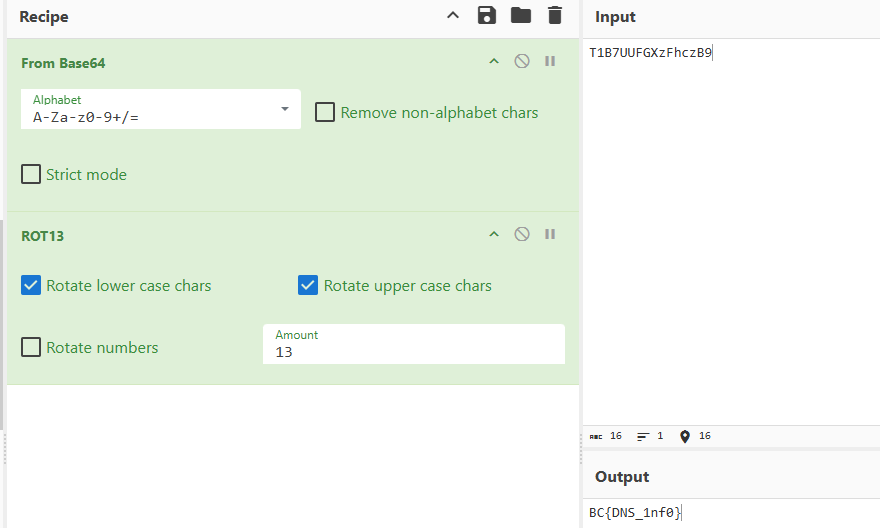 Recipe
From Base64
Alphabet
A-Za-z0-9+/=
Remove non-alphabet chars
Strict mode
ROT13
Rotate lower case chars
Rotate upper case chars
Rotate numbers
Amount
13
Input
T1B7UUFGXzFhczB9
ABC 16 1 16
Output
BC{DNS_1nf0}